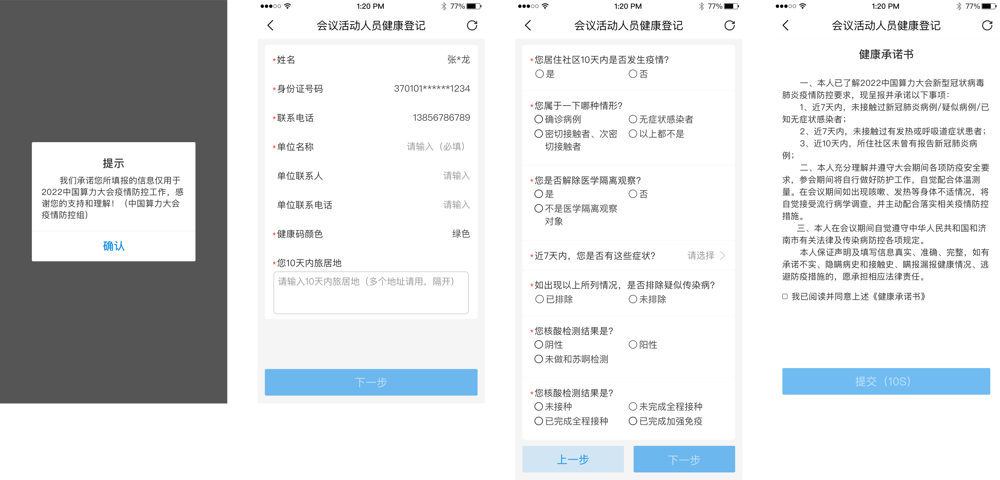 提示
我们承诺您所填报的信息仅用于
2022中国算力大会疫情防控工作，感
谢您的支持和理解！（中国算力大会
疫情防控组）
确认
1:20 PM
77%
会议活动人员健康登记
*姓名 张*龙
*身份证号码 370101******1234
*联系电话 13856786789
*单位名称 请输入（必填）
单位联系人 请输入
单位联系电话 请输入
*健康码颜色 绿色
*您10天内旅居地
请输入10天内旅居地（多个地址请用，隔开）
下一步
1:20 PM
77%
会议活动人员健康登记
*您居住社区10天内是否发生疫情？
是 否
*您属于一下哪种情形？
确诊病例 无症状感染者
密切接触者、次密 以上都不是
切接触者
*您是否解除医学隔离观察？
是 否
不是医学隔离观察
对象
*近7天内，您是否有这些症状？ 请选择
*如出现以上所列情况，是否排除疑似传染病？
已排除 未排除
*您核酸检测结果是？
阴性 阳性
未做和苏啊检测
*您核酸检测结果是？
未接种 未完成全程接种
已完成全程接种 已完成加强免疫
上一步 下一步
1:20 PM
77%
会议活动人员健康登记
健康承诺书
一、本人已了解2022中国算力大会新型冠状病毒
肺炎疫情防控要求，现呈报并承诺以下事项：
1、近7天内，未接触过新冠肺炎病例/疑似病例/已
知无症状感染者；
2、近7天内，未接触过有发热或呼吸道症状患者；
3、近10天内，所住社区未曾有报告新冠肺炎病
例；
二、本人充分理解并遵守大会期间各项防疫安全要
求，参会期间将自行做好防护工作，自觉配合体温测
量。在会议期间如出现咳嗽、发热等身体不适情况，将
自觉接受流行病学调查，并主动配合落实相关疫情防控
措施。
三、本人在会议期间自觉遵守中华人民共和国和济
南市有关法律及传染病防控各项规定。
本人保证声明及填写信息真实、准确、完整，如有
承诺不实、隐瞒病史和接触史、瞒报漏报健康情况、逃
避防疫措施的，愿承担相应法律责任。
我已阅读并同意上述《健康承诺书》
提交（10S）